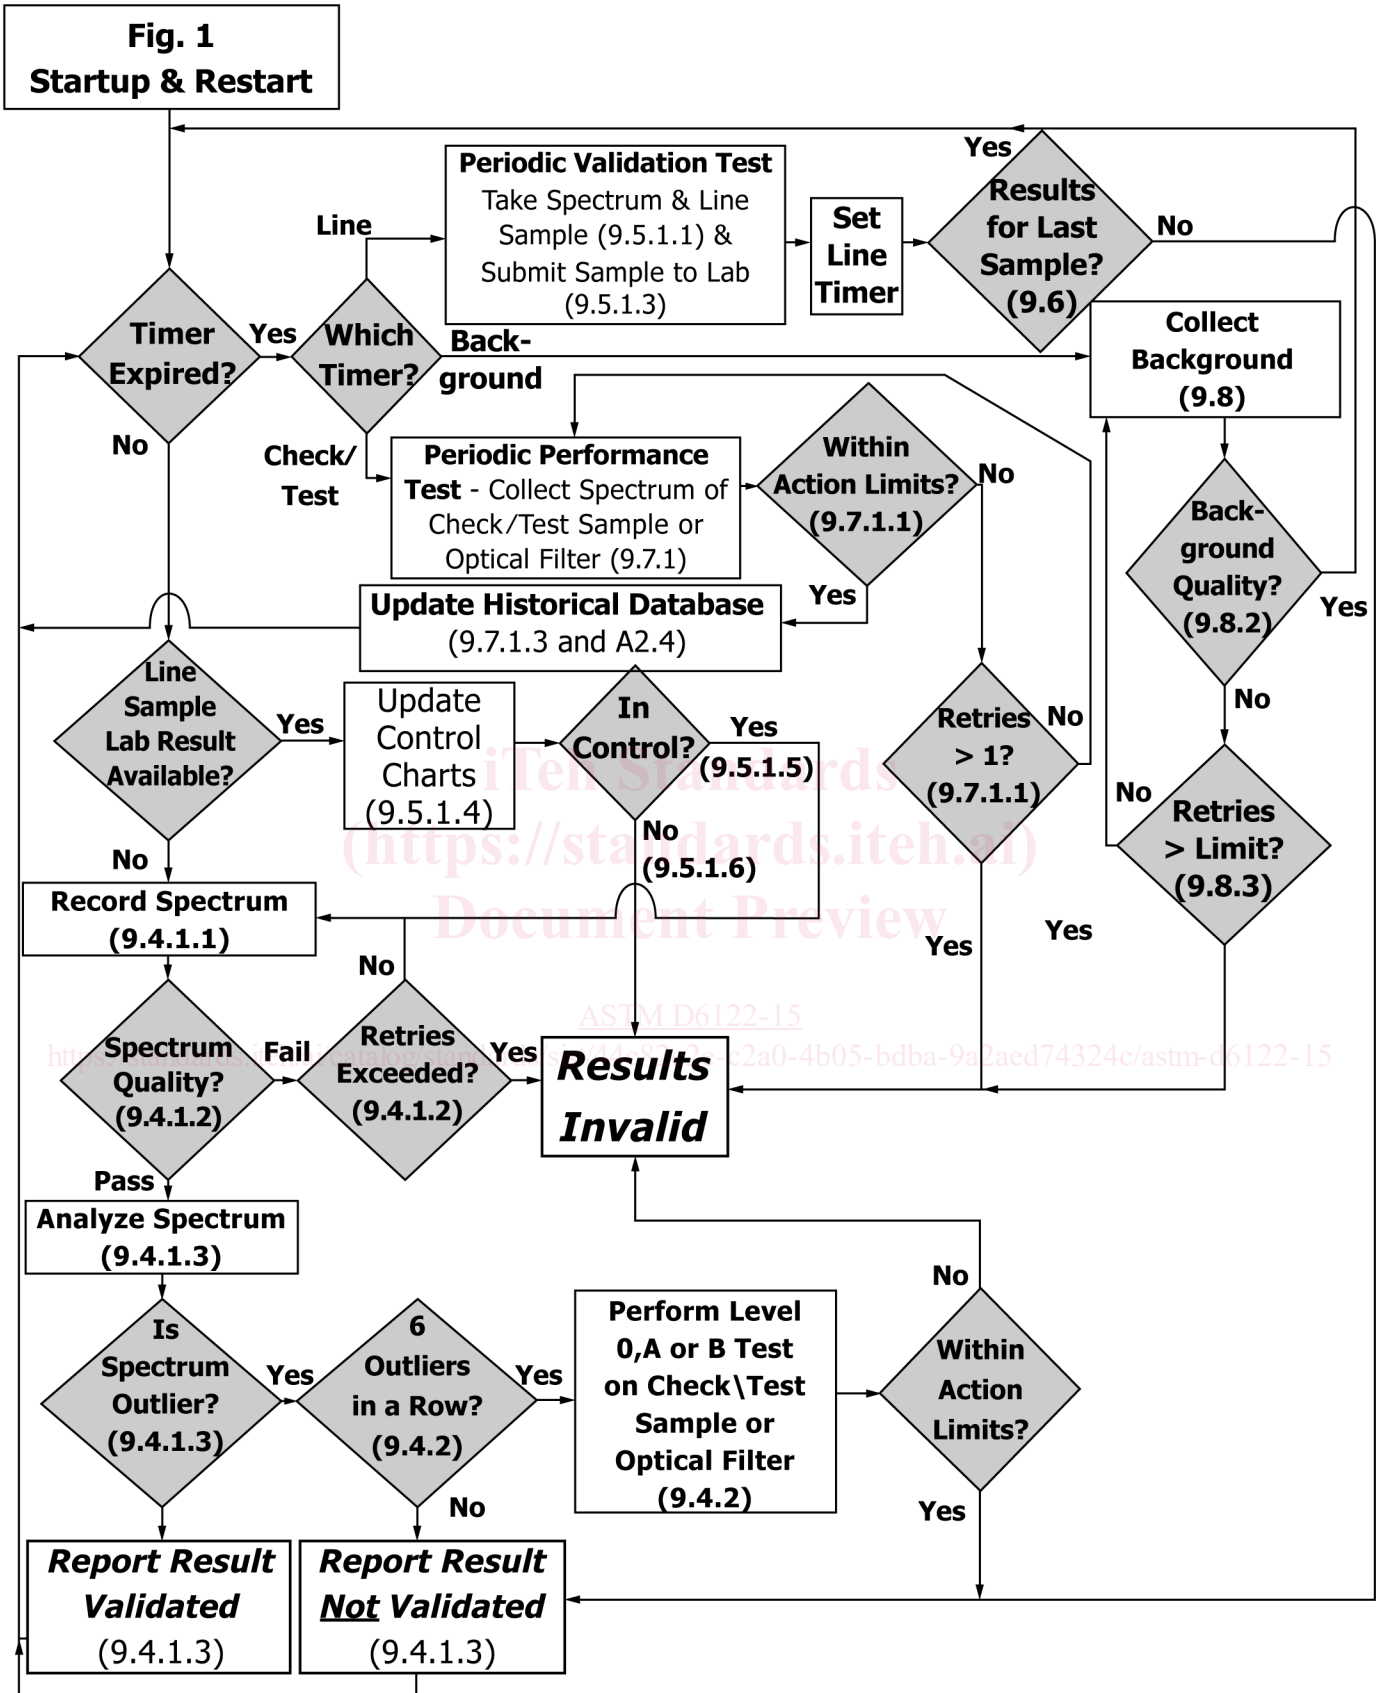 Fig. 1
Startup & Restart
Yes
Periodic Validation Test
Take Spectrum & Line
Sample (9.5.1.1) &
Submit Sample to Lab
(9.5.1.3)
Set
Line
Timer
Results
for Last
Sample?
(9.6)
No
Line
Timer
Expired?
Yes
Which
Timer?
Back-
ground
Collect
Background
(9.8)
No
Check/
Test
Periodic Performance
Test - Collect Spectrum of
Check/Test Sample or
Optical Filter (9.7.1)
Within
Action Limits?
(9.7.1.1)
No
Yes
Back-
ground
Quality?
(9.8.2)
Yes
Update Historical Database
(9.7.1.3 and A2.4)
Line
Sample
Lab Result
Available?
Yes
Update
Control
Charts
(9.5.1.4)
In
Control?
Yes
(9.5.1.5)
Retries
> 1?
(9.7.1.1)
No
No
No
Retries
> Limit?
(9.8.3)
No
(9.5.1.6)
iTeh Standards
(https://standards.iteh.ai)
Document Preview
No
Record Spectrum
(9.4.1.1)
Yes
Yes
No
Spectrum
Quality?
(9.4.1.2)
Fail
Retries
Exceeded?
(9.4.1.2)
Yes
Results
Invalid
ASTM D6122-15
Pass
Analyze Spectrum
(9.4.1.3)
No
Is
Spectrum
Outlier?
(9.4.1.3)
Yes
6
Outliers
in a Row?
(9.4.2)
Yes
Perform Level
0,A or B Test
on Check\Test
Sample or
Optical Filter
(9.4.2)
Within
Action
Limits?
No
Yes
Report Result
Validated
(9.4.1.3)
Report Result
Not Validated
(9.4.1.3)